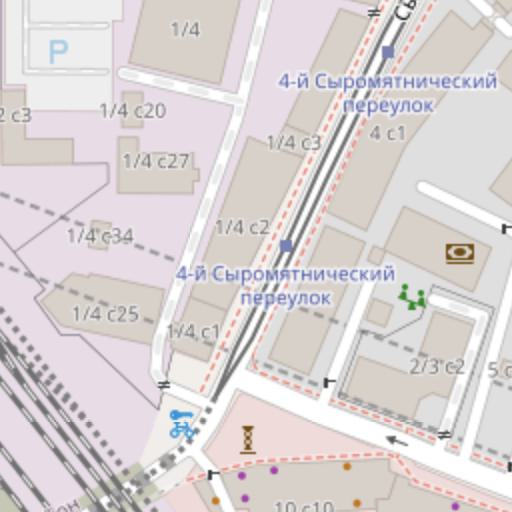 Сы
1/4
P
4-й Сыромятнический
переулок
2 с3
1/4 с20
1/4 с3
4 с1
1/4 с27
1/4 с34
1/4 с2
4-й Сыромятнический
переулок
1/4 с25
1/4 с1
2/3 с2
5 с
10 с10
он